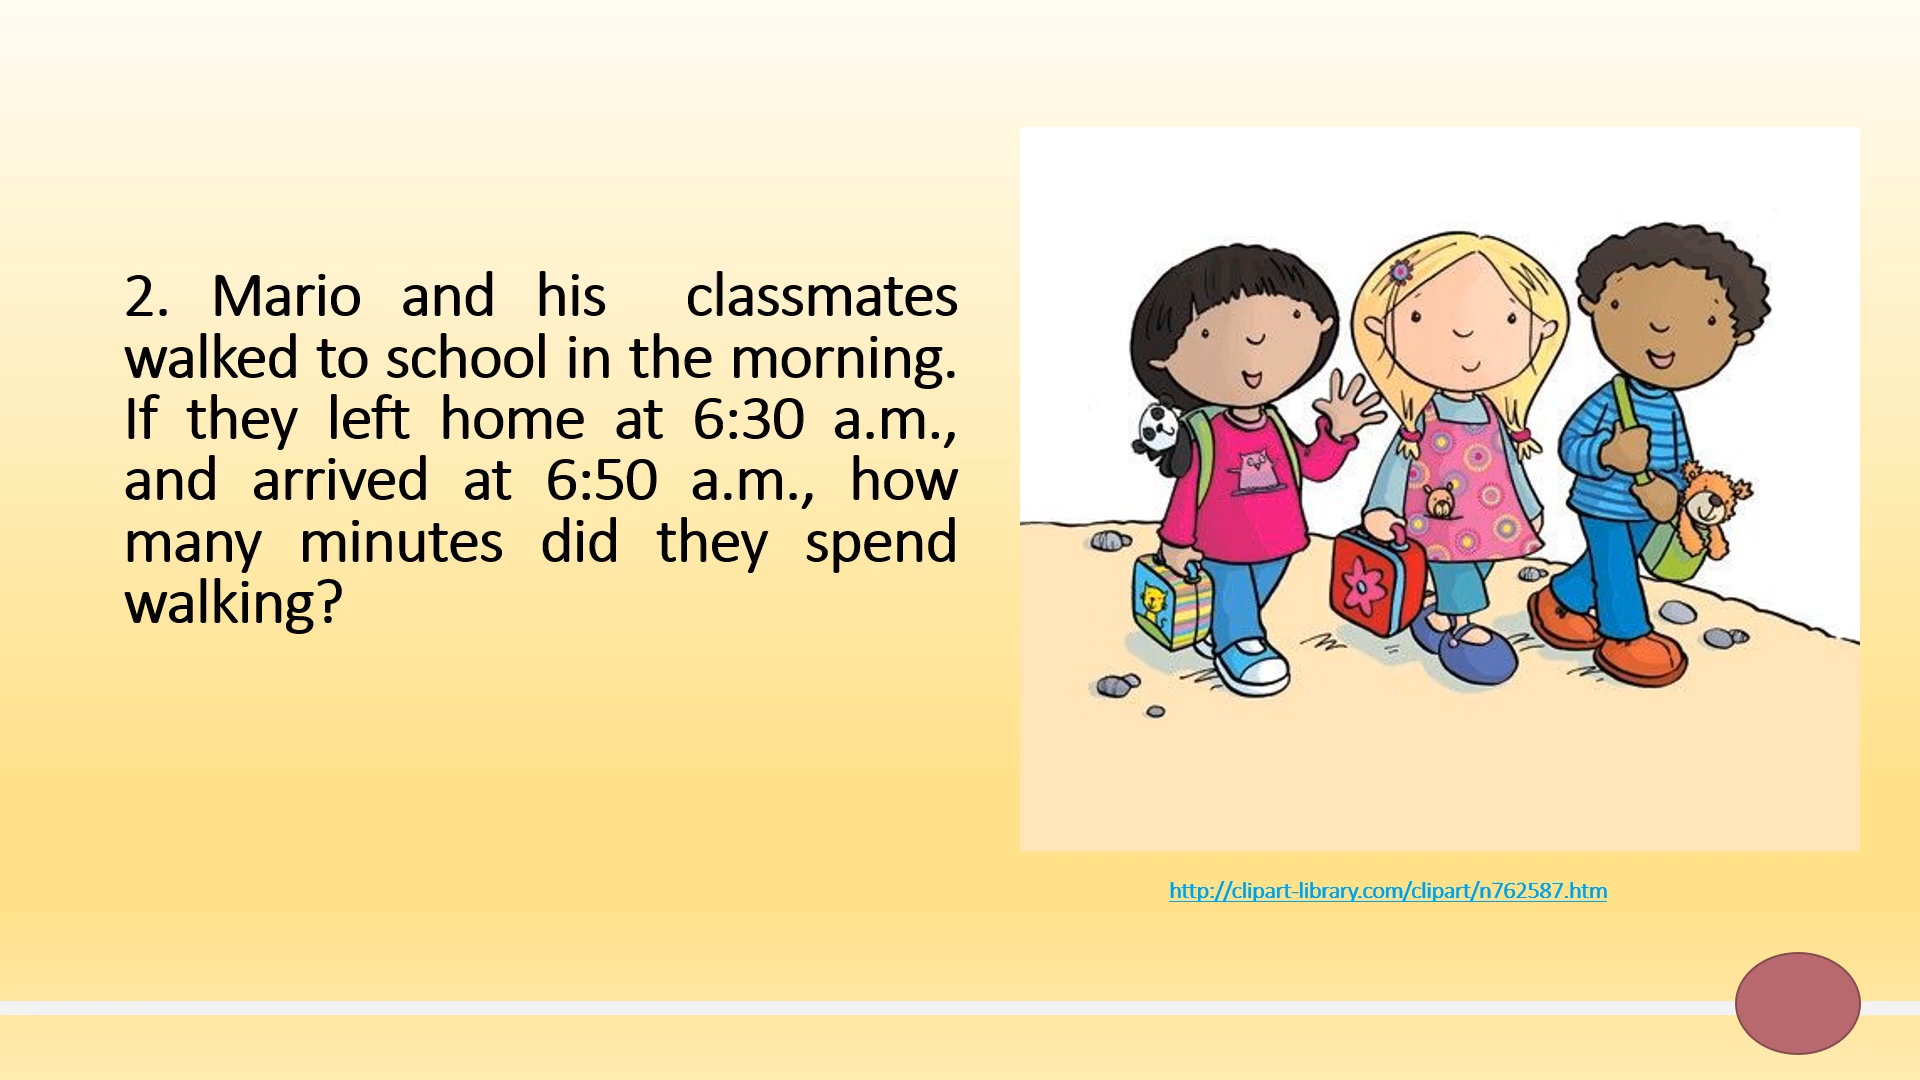 2. Mario and his classmates
walked to school in the morning.
If they left home at 6:30 a.m.,
and arrived at 6:50 a.m., how
many minutes did they spend
walking?
http://clipart-library.com/clipart/n762587.htm